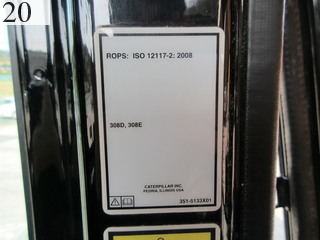 20
ROPS: ISO 12117-2: 2008
308D, 308E
CATERPILLAR INC.
PEORIA, ILLINOIS USA
351-5133X01